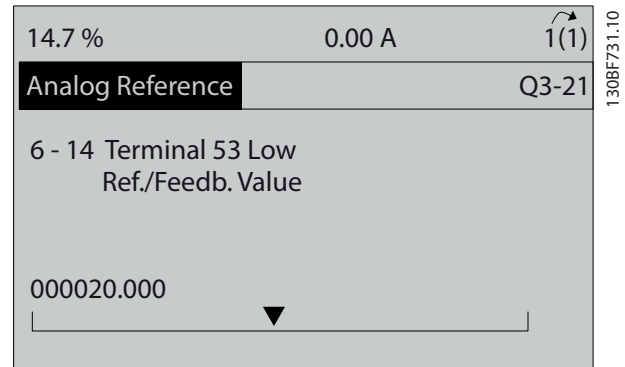 14.7 % 0.00 A 1(1)
Analog Reference Q3-21
6 - 14 Terminal 53 Low
Ref./Feedb. Value
000020.000
130BF731.10